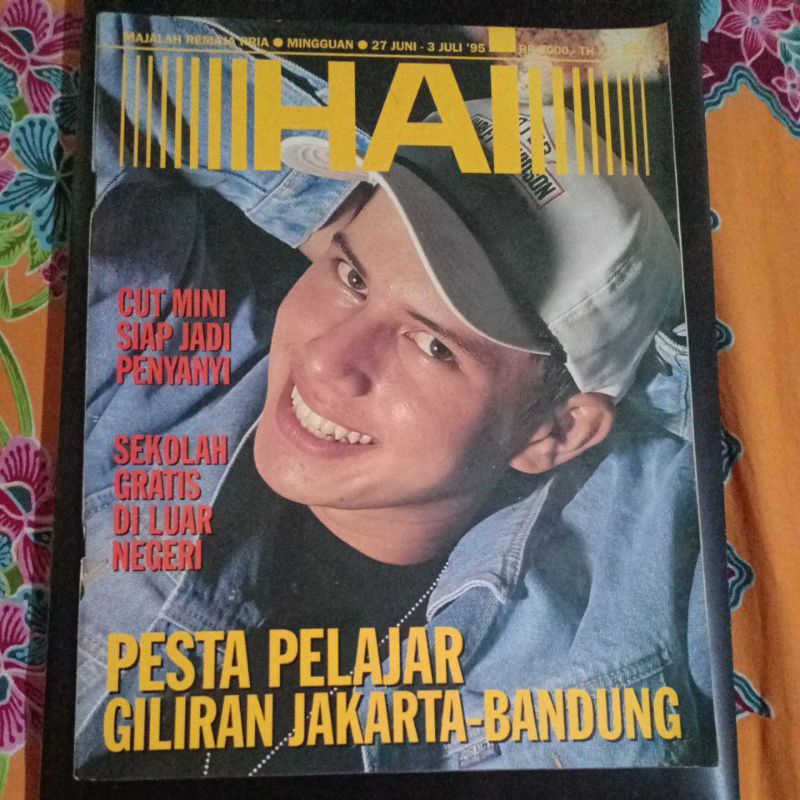 MAJALAH REMAJA PRIA ● MINGGUAN ● 27 JUNI - 3 JULI '95
TH
HAI
CUT MINI
SIAP JADI
PENYANYI
SEKOLAH
GRATIS
DI LUAR
NEGERI
PESTA PELAJAR
GILIRAN JAKARTA-BANDUNG